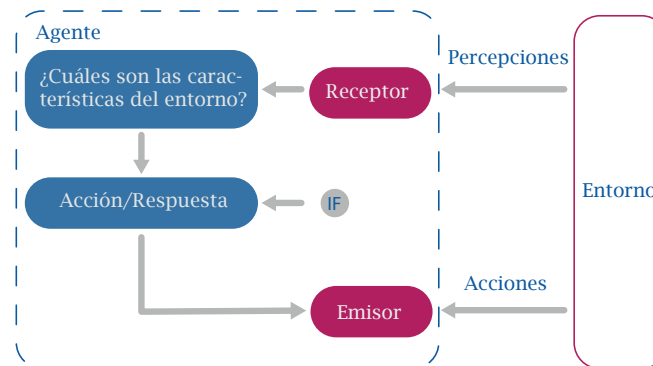 Agente
¿Cuáles son las carac-
terísticas del entorno?
Receptor
Percepciones
Acción/Respuesta
IF
Entorno
Acciones
Emisor